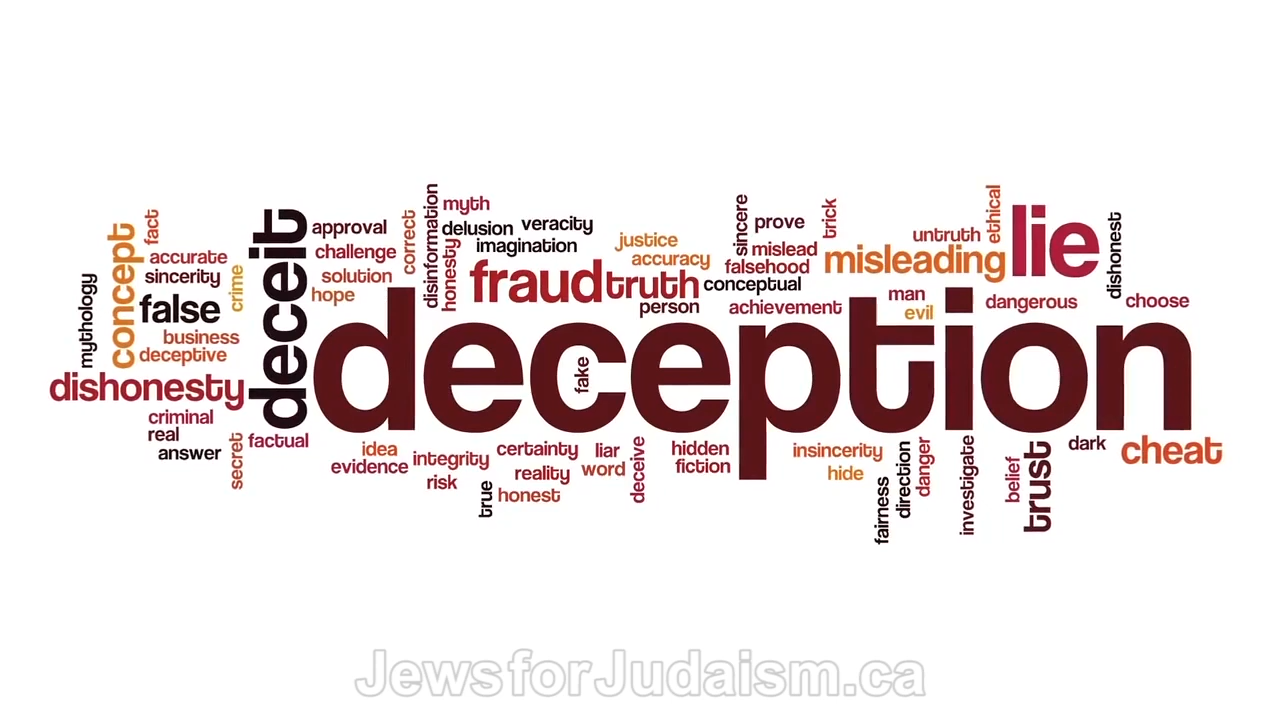 disinformation
myth
trick
sincere
ethical
fact
deceit
correct
dishonest
lie
approval
delusion
veracity
prove
concept
justice
untruth
accurate
challenge
honesty
imagination
accuracy
mislead
misleading
sincerity
crime
solution
fraud
truth
falsehood
conceptual
mythology
false
hope
person
achievement
man
evil
dangerous
choose
business
deceptive
deception
fake
dishonesty
criminal
real
answer
secret
factual
idea
evidence
integrity
risk
certainty
liar
reality
word
true
honest
deceive
hidden
fiction
insincerity
hide
fairness
direction
danger
investigate
belief
trust
dark
cheat
JewsforJudaism.ca